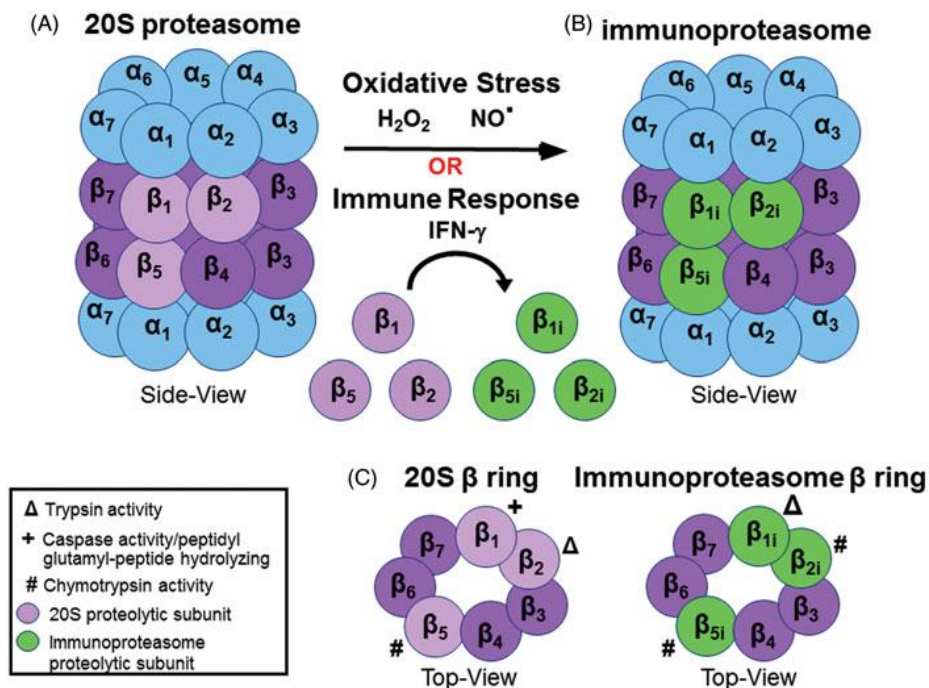 (A)
20S proteasome
α6 α5 α4
α7 α1 α2 α3
β7 β1 β2 β3
β6 β5 β4 β3
α7 α1 α2 α3
Side-View
Oxidative Stress
H2O2 NO•
OR
Immune Response
IFN-γ
β1 β1i
β5 β2 β5i β2i
(B)
immunoproteasome
α6 α5 α4
α7 α1 α2 α3
β7 β1i β2i β3
β6 β5i β4 β3
α7 α1 α2 α3
Side-View
Δ Trypsin activity
+ Caspase activity/peptidyl
glutamyl-peptide hydrolyzing
# Chymotrypsin activity
20S proteolytic subunit
Immunoproteasome
proteolytic subunit
(C)
20S β ring
+
β1
β7 β2 Δ
β6 β3
# β5 β4
Top-View
Immunoproteasome β ring
Δ
β1i
β7 β2i #
β6 β3
# β5i β4
Top-View